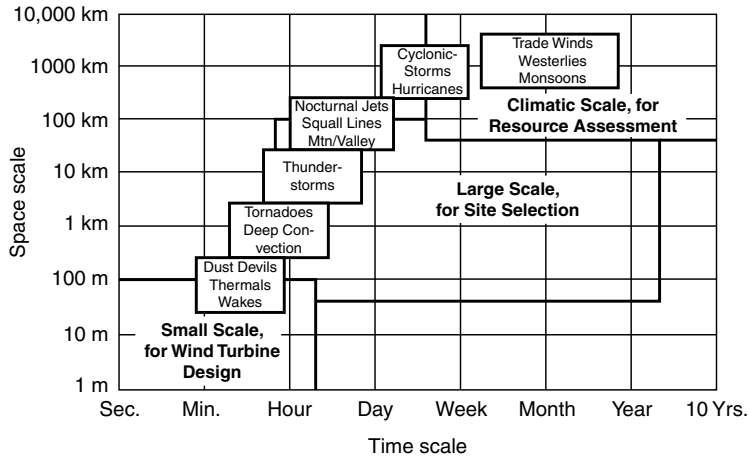 10,000 km
1000 km
100 km
10 km
1 km
100 m
10 m
1 m
Space scale
Cyclonic-
Storms
Hurricanes
Trade Winds
Westerlies
Monsoons
Nocturnal Jets
Squall Lines
Mtn/Valley
Climatic Scale, for
Resource Assessment
Thunder-
storms
Large Scale,
for Site Selection
Tornadoes
Deep Con-
vection
Dust Devils
Thermals
Wakes
Small Scale,
for Wind Turbine
Design
Sec. Min. Hour Day Week Month Year 10 Yrs.
Time scale